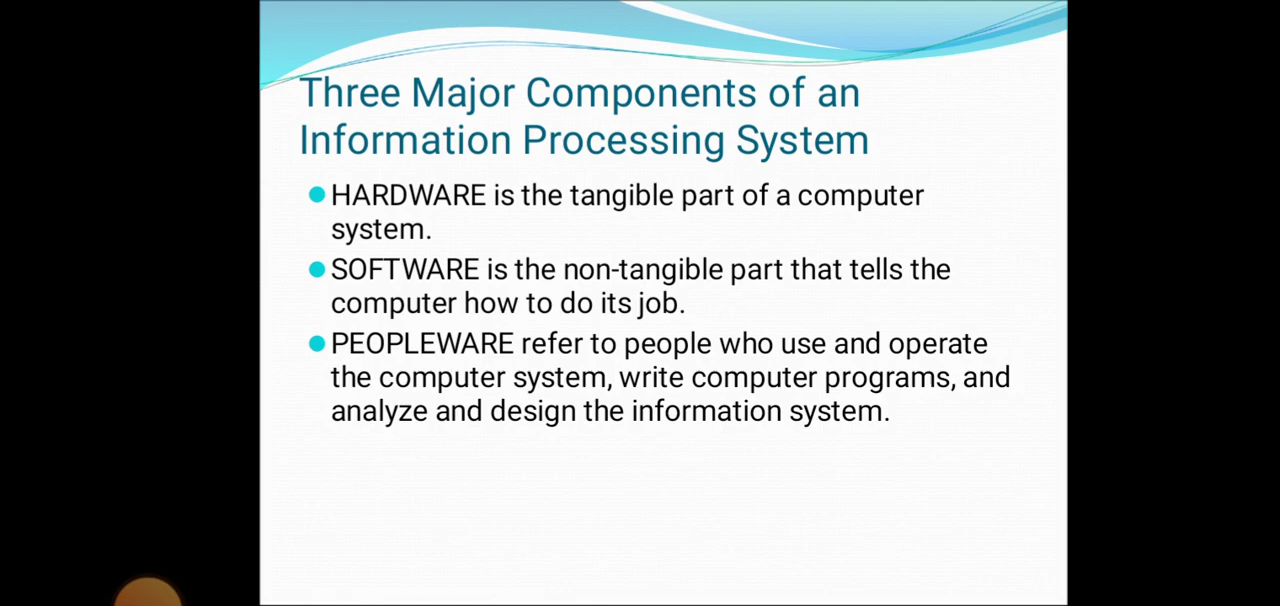 Three Major Components of an
Information Processing System
HARDWARE is the tangible part of a computer
system.
SOFTWARE is the non-tangible part that tells the
computer how to do its job.
PEOPLEWARE refer to people who use and operate
the computer system, write computer programs, and
analyze and design the information system.